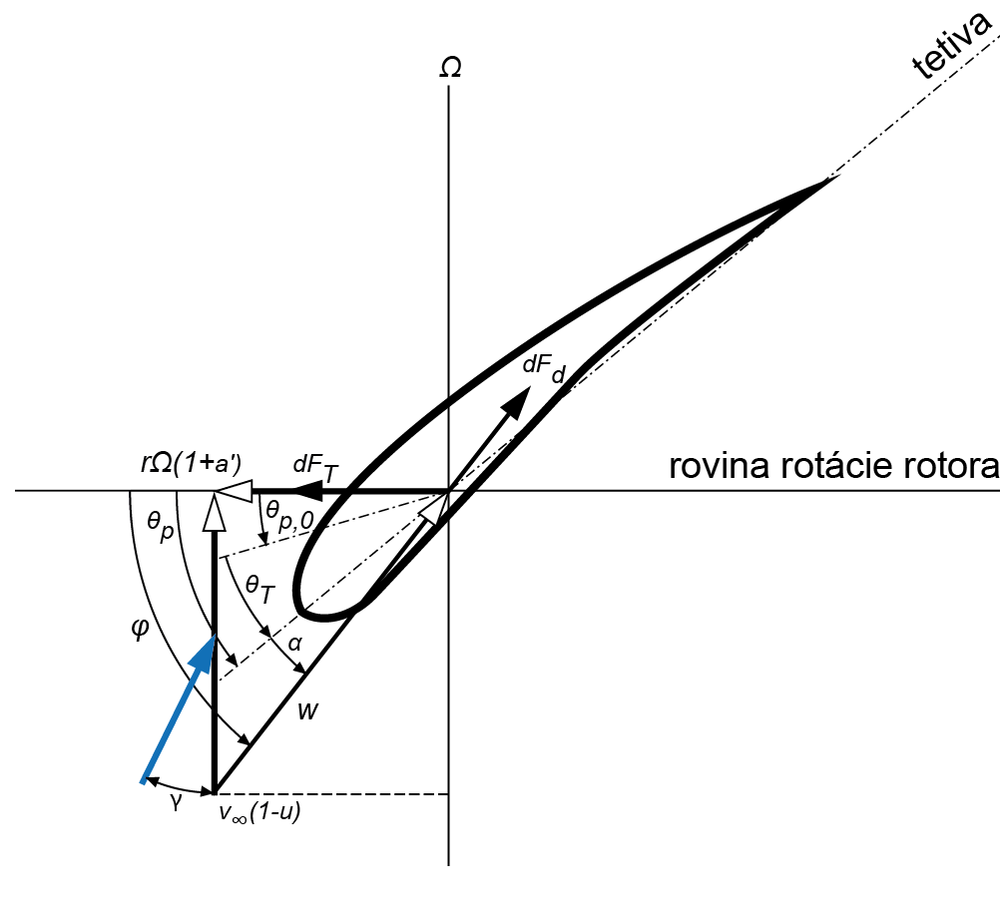 tetiva
Ω
dF_d
rΩ(1+a')
dF_T
rovina rotácie rotora
θ_p
θ_p,0
θ_T
φ
α
w
γ
v_∞(1-u)